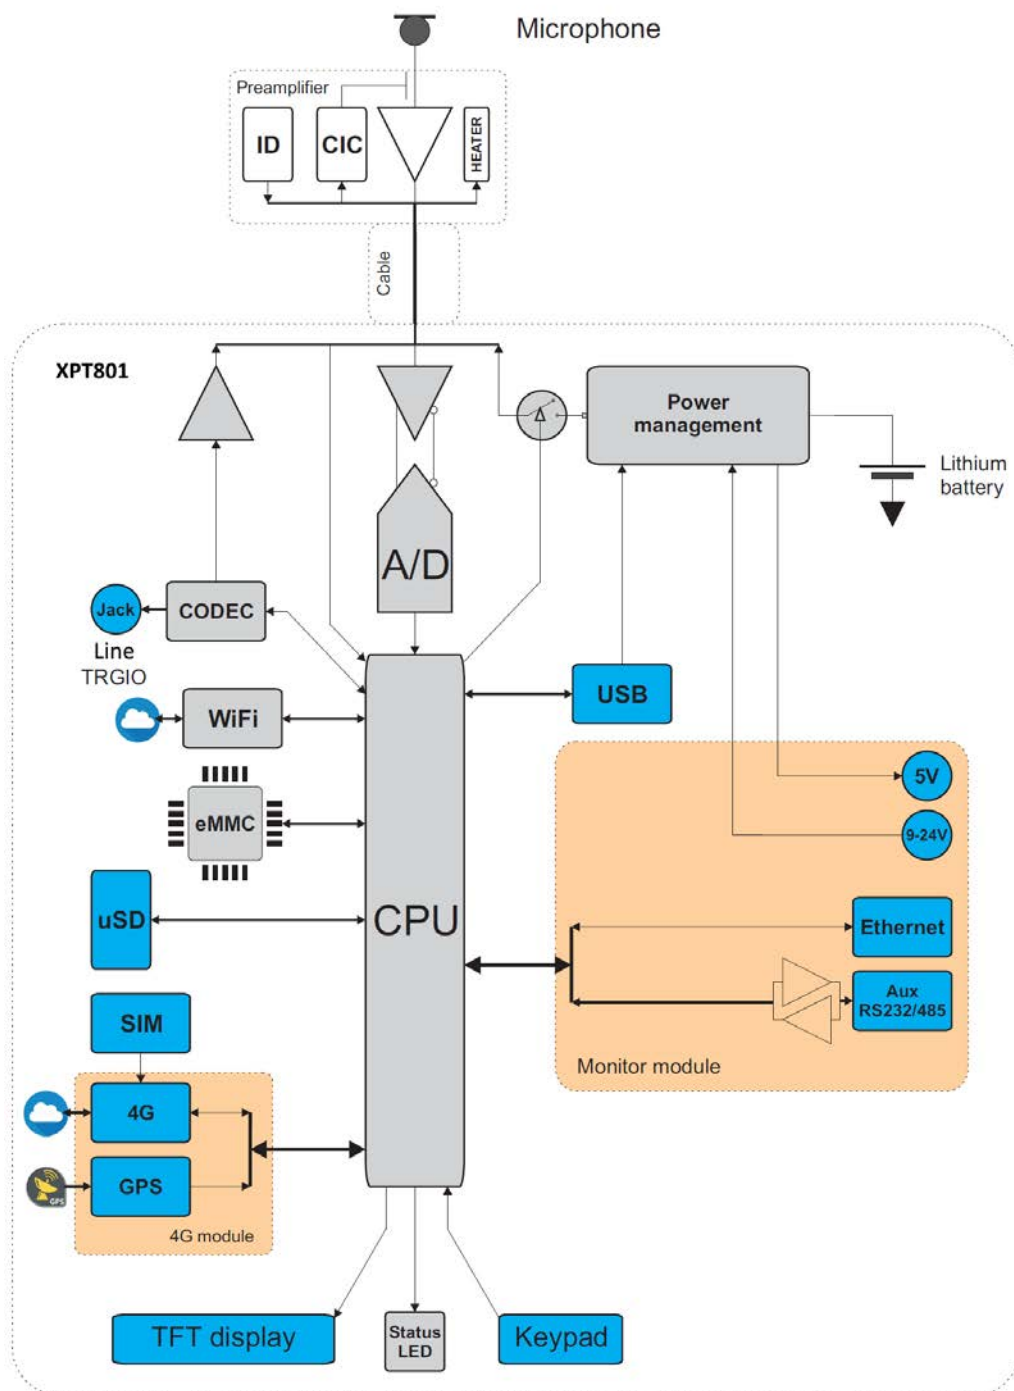 Microphone
Preamplifier
ID
CIC
HEATER
Cable
XPT801
Power
management
Lithium
battery
A/D
Jack
CODEC
Line
TRGIO
USB
WiFi
5V
eMMC
9-24V
uSD
CPU
Ethernet
Aux
RS232/485
SIM
Monitor module
4G
GPS
GPS
4G module
TFT display
Status
LED
Keypad